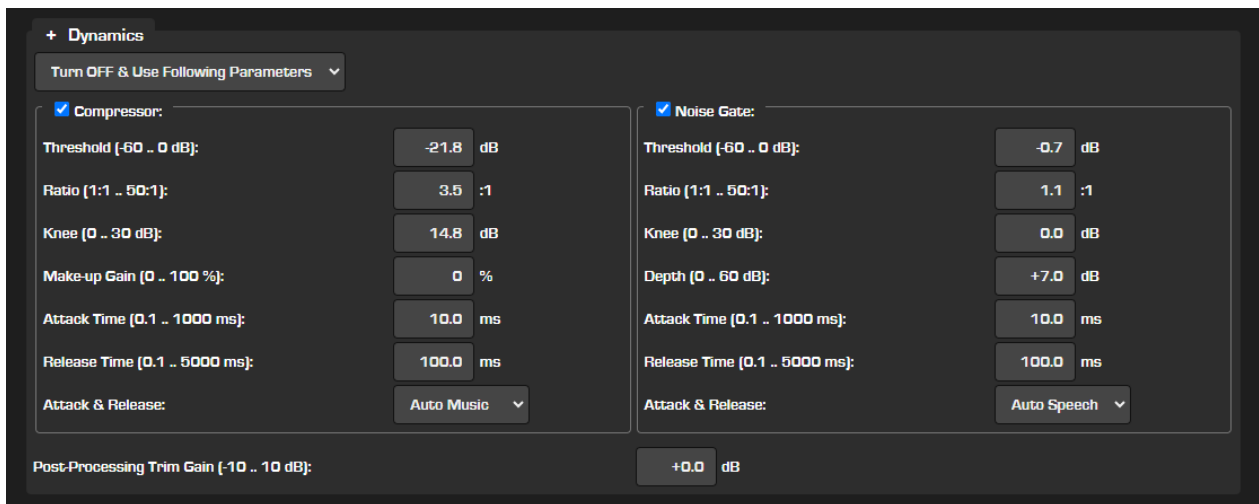 + Dynamics
Turn OFF & Use Following Parameters
Compressor:
Threshold (-60 .. 0 dB): -21.8 dB
Ratio (1:1 .. 50:1): 3.5 :1
Knee (0 .. 30 dB): 14.8 dB
Make-up Gain (0 .. 100 %): 0 %
Attack Time (0.1 .. 1000 ms): 10.0 ms
Release Time (0.1 .. 5000 ms): 100.0 ms
Attack & Release: Auto Music
Noise Gate:
Threshold (-60 .. 0 dB): -0.7 dB
Ratio (1:1 .. 50:1): 1.1 :1
Knee (0 .. 30 dB): 0.0 dB
Depth (0 .. 60 dB): +7.0 dB
Attack Time (0.1 .. 1000 ms): 10.0 ms
Release Time (0.1 .. 5000 ms): 100.0 ms
Attack & Release: Auto Speech
Post-Processing Trim Gain (-10 .. 10 dB): +0.0 dB